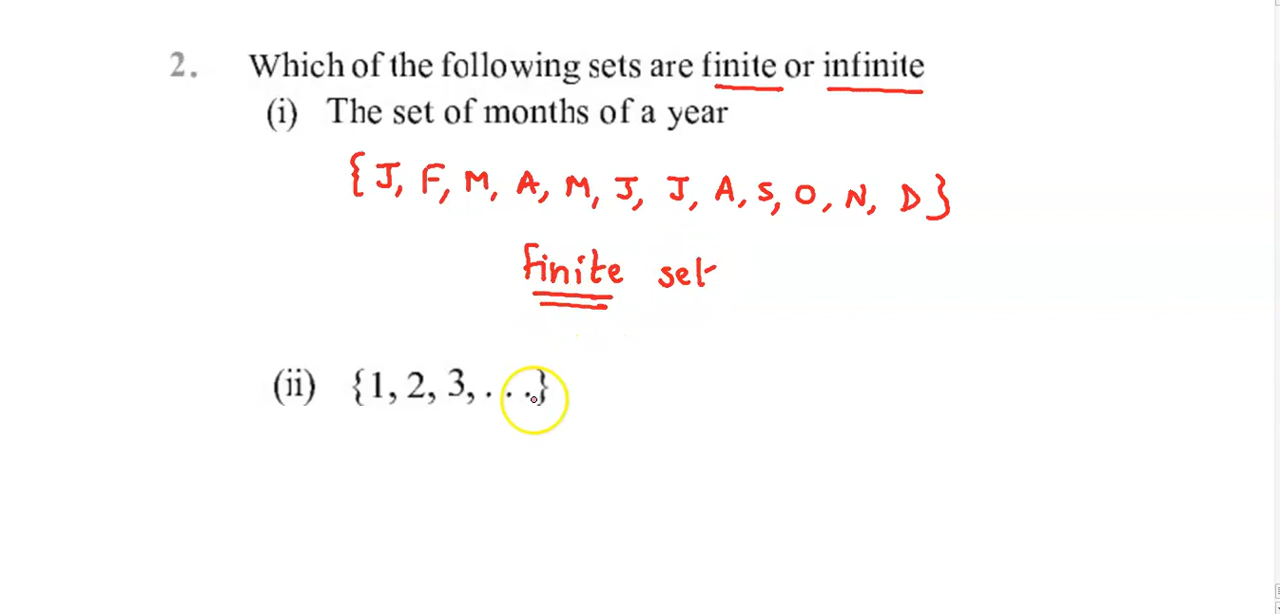 2. Which of the following sets are finite or infinite
(i) The set of months of a year
{J, F, M, A, M, J, J, A, S, O, N, D}
Finite set
(ii) {1, 2, 3, . . .}